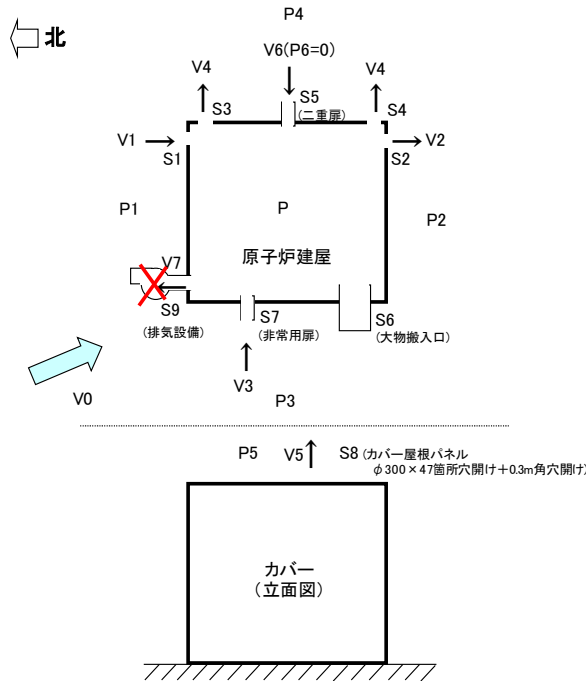 P4
北
V6(P6=0)
V4
V4
S3
S5
(二重扉)
S4
V1
V2
S1
S2
P1
P
P2
原子炉建屋
V7
S9
(排気設備)
S7
(非常用扉)
S6
(大物搬入口)
V3
V0
P3
P5
V5
S8 (カバー屋根パネル
φ300×47箇所穴開け+0.3m角穴開け)
カバー
(立面図)